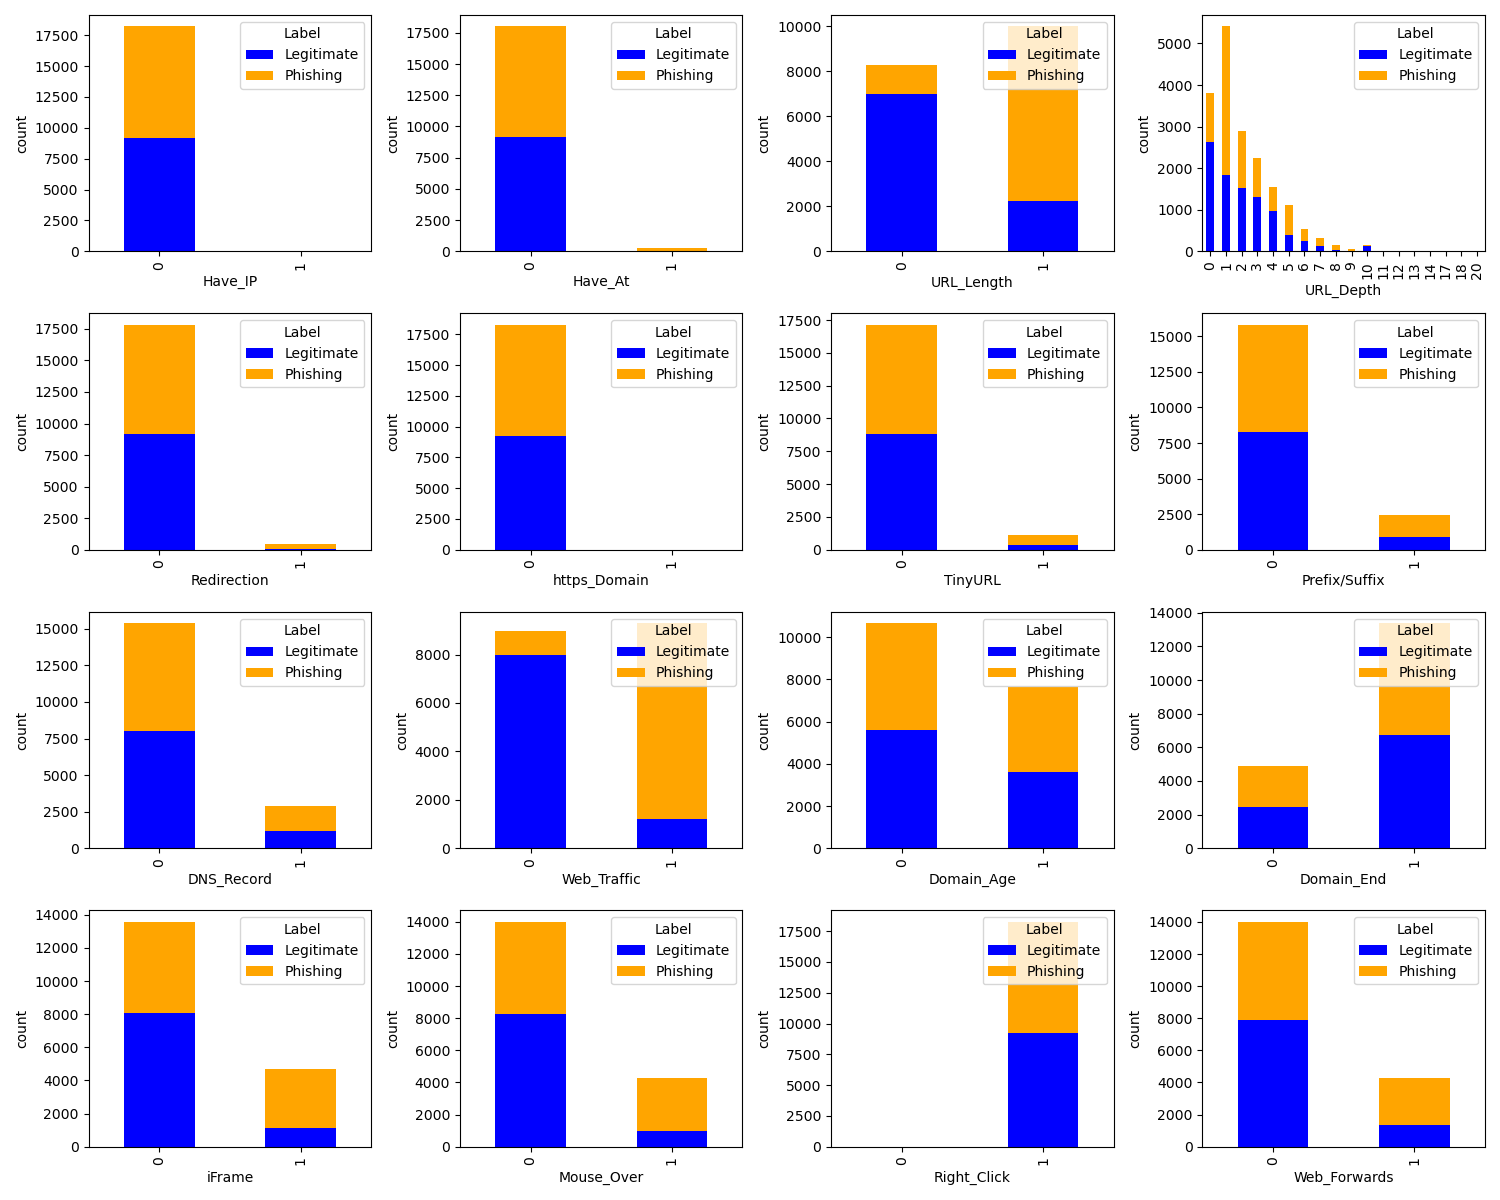 17500
15000
12500
10000
7500
5000
2500
0
count
0
1
Have_IP
Label
Legitimate
Phishing
17500
15000
12500
10000
7500
5000
2500
0
count
0
1
Have_At
Label
Legitimate
Phishing
10000
8000
6000
4000
2000
0
count
0
1
URL_Length
Label
Legitimate
Phishing
5000
4000
3000
2000
1000
0
count
0
1
2
3
4
5
6
7
8
9
10
11
12
13
14
17
18
20
URL_Depth
Label
Legitimate
Phishing
17500
15000
12500
10000
7500
5000
2500
0
count
0
1
Redirection
Label
Legitimate
Phishing
17500
15000
12500
10000
7500
5000
2500
0
count
0
1
https_Domain
Label
Legitimate
Phishing
17500
15000
12500
10000
7500
5000
2500
0
count
0
1
TinyURL
Label
Legitimate
Phishing
15000
12500
10000
7500
5000
2500
0
count
0
1
Prefix/Suffix
Label
Legitimate
Phishing
15000
12500
10000
7500
5000
2500
0
count
0
1
DNS_Record
Label
Legitimate
Phishing
8000
6000
4000
2000
0
count
0
1
Web_Traffic
Label
Legitimate
Phishing
10000
8000
6000
4000
2000
0
count
0
1
Domain_Age
Label
Legitimate
Phishing
14000
12000
10000
8000
6000
4000
2000
0
count
0
1
Domain_End
Label
Legitimate
Phishing
14000
12000
10000
8000
6000
4000
2000
0
count
0
1
iFrame
Label
Legitimate
Phishing
14000
12000
10000
8000
6000
4000
2000
0
count
0
1
Mouse_Over
Label
Legitimate
Phishing
17500
15000
12500
10000
7500
5000
2500
0
count
0
1
Right_Click
Label
Legitimate
Phishing
14000
12000
10000
8000
6000
4000
2000
0
count
0
1
Web_Forwards
Label
Legitimate
Phishing